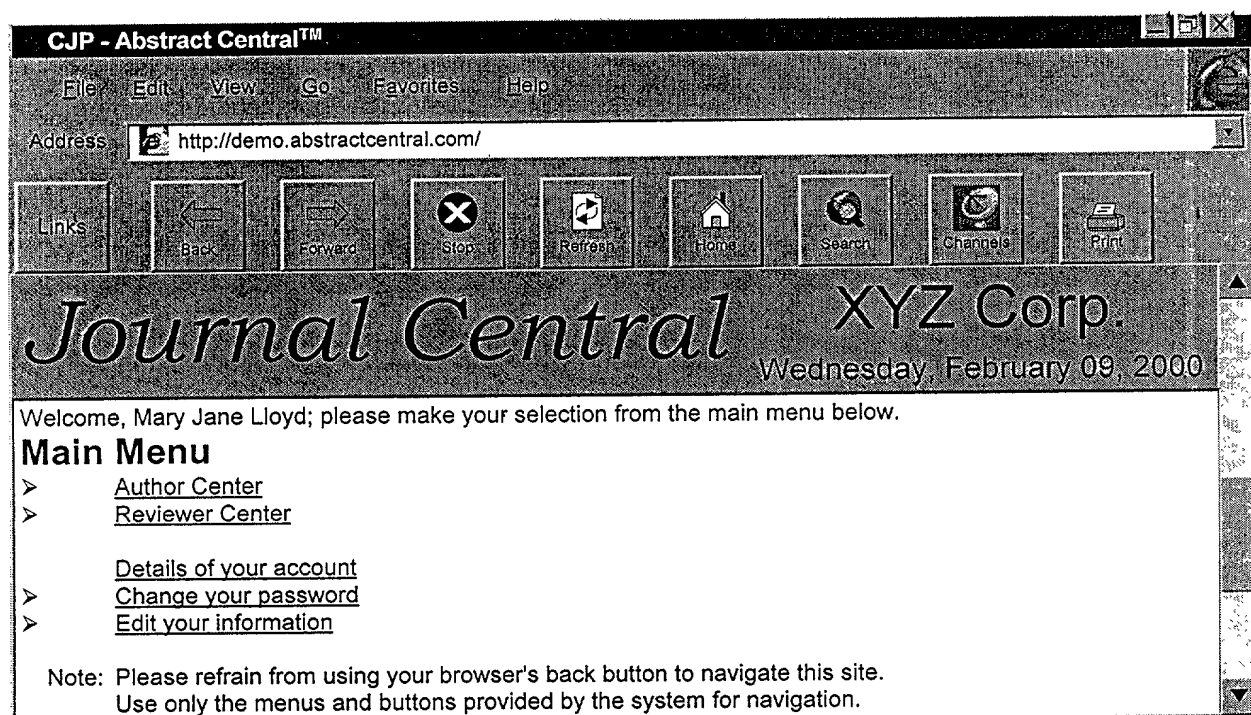 CJP - Abstract Central™
File Edit View Go Favorites Help
Address http://demo.abstractcentral.com/
Links Back Forward Stop Refresh Home Search Channels Print
Journal Central XYZ Corp.
Wednesday, February 09, 2000
Welcome, Mary Jane Lloyd; please make your selection from the main menu below.
Main Menu
➢ Author Center
➢ Reviewer Center
Details of your account
➢ Change your password
➢ Edit your information
Note: Please refrain from using your browser's back button to navigate this site.
Use only the menus and buttons provided by the system for navigation.